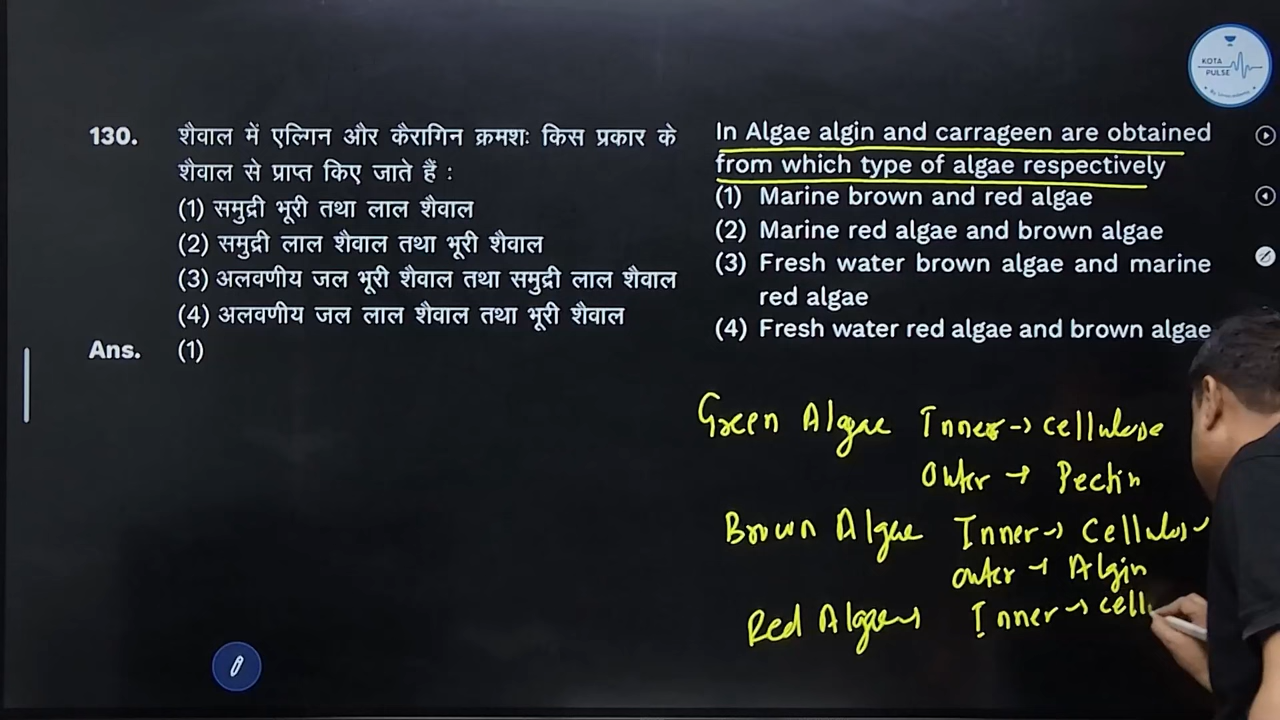 KOTA
PULSE
130. शैवाल में एल्गिन और कैरागिन क्रमशः किस प्रकार के
शैवाल से प्राप्त किए जाते हैं :
(1) समुद्री भूरी तथा लाल शैवाल
(2) समुद्री लाल शैवाल तथा भूरी शैवाल
(3) अलवणीय जल भूरी शैवाल तथा समुद्री लाल शैवाल
(4) अलवणीय जल लाल शैवाल तथा भूरी शैवाल
Ans. (1)
In Algae algin and carrageen are obtained
from which type of algae respectively
(1) Marine brown and red algae
(2) Marine red algae and brown algae
(3) Fresh water brown algae and marine
red algae
(4) Fresh water red algae and brown algae
Green Algae Inner → cellulose
Outer → Pectin
Brown Algae Inner → Cellulose
Outer → Algin
Red Algae Inner → cell